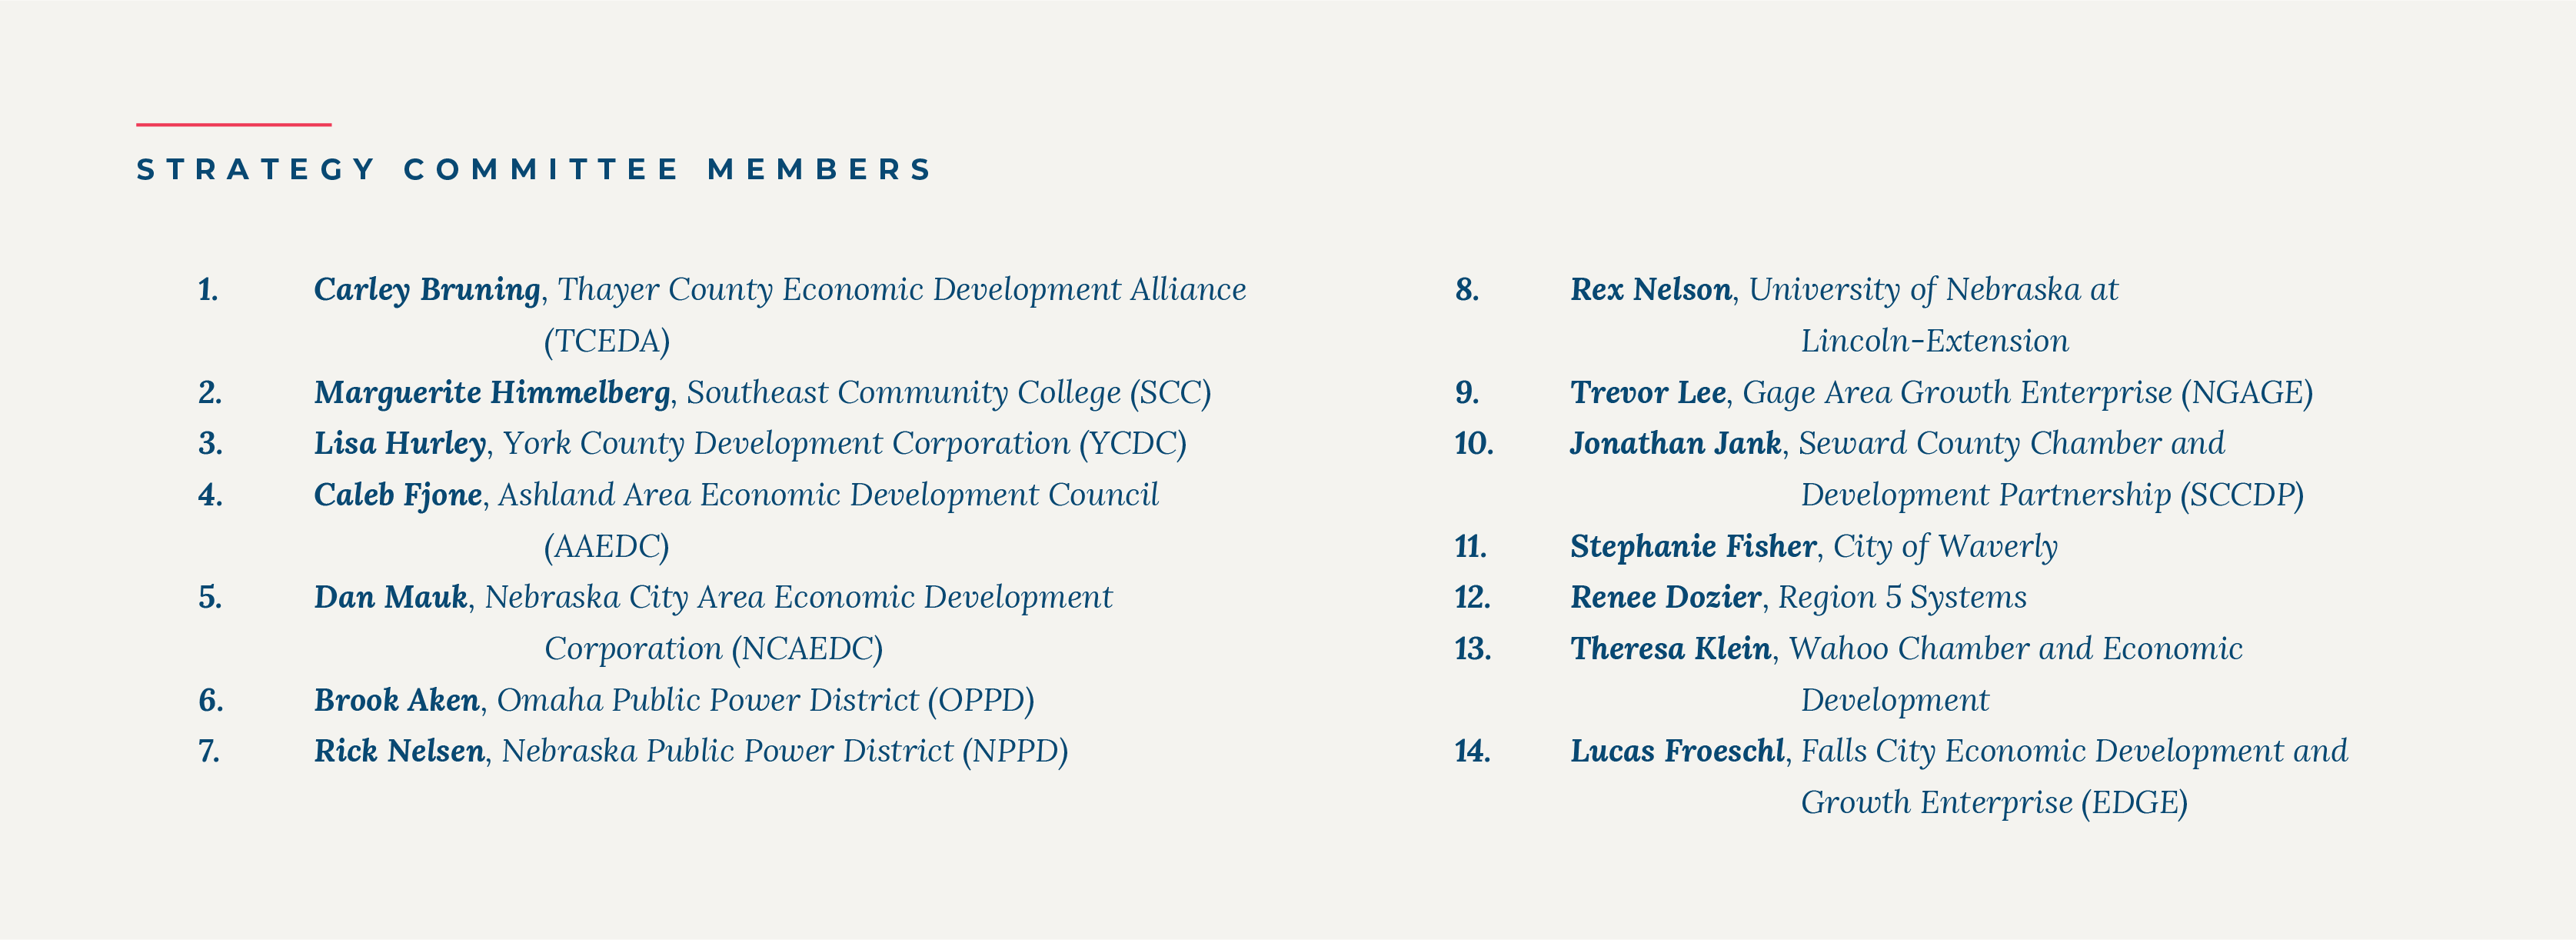 STRATEGY COMMITTEE MEMBERS
1. Carley Bruning, Thayer County Economic Development Alliance
(TCEDA)
2. Marguerite Himmelberg, Southeast Community College (SCC)
3. Lisa Hurley, York County Development Corporation (YCDC)
4. Caleb Fjone, Ashland Area Economic Development Council
(AAEDC)
5. Dan Mauk, Nebraska City Area Economic Development
Corporation (NCAEDC)
6. Brook Aken, Omaha Public Power District (OPPD)
7. Rick Nelsen, Nebraska Public Power District (NPPD)
8. Rex Nelson, University of Nebraska at
Lincoln-Extension
9. Trevor Lee, Gage Area Growth Enterprise (NGAGE)
10. Jonathan Jank, Seward County Chamber and
Development Partnership (SCCDP)
11. Stephanie Fisher, City of Waverly
12. Renee Dozier, Region 5 Systems
13. Theresa Klein, Wahoo Chamber and Economic
Development
14. Lucas Froeschl, Falls City Economic Development and
Growth Enterprise (EDGE)